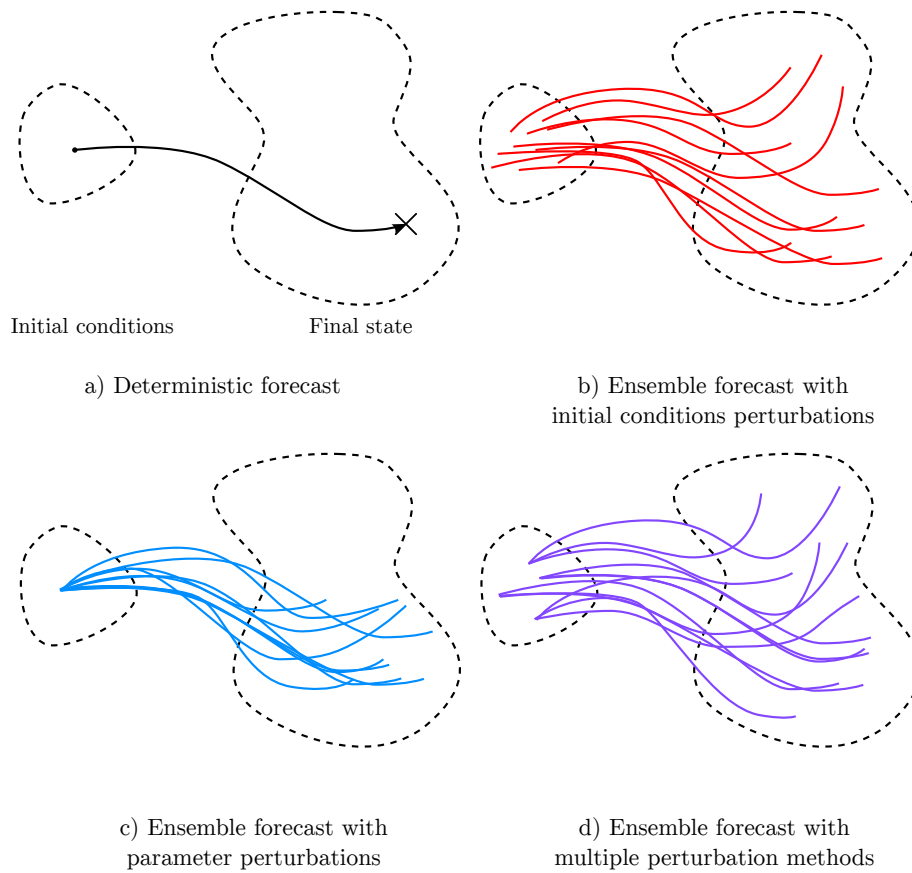 Initial conditions
Final state
a) Deterministic forecast
b) Ensemble forecast with
initial conditions perturbations
c) Ensemble forecast with
parameter perturbations
d) Ensemble forecast with
multiple perturbation methods